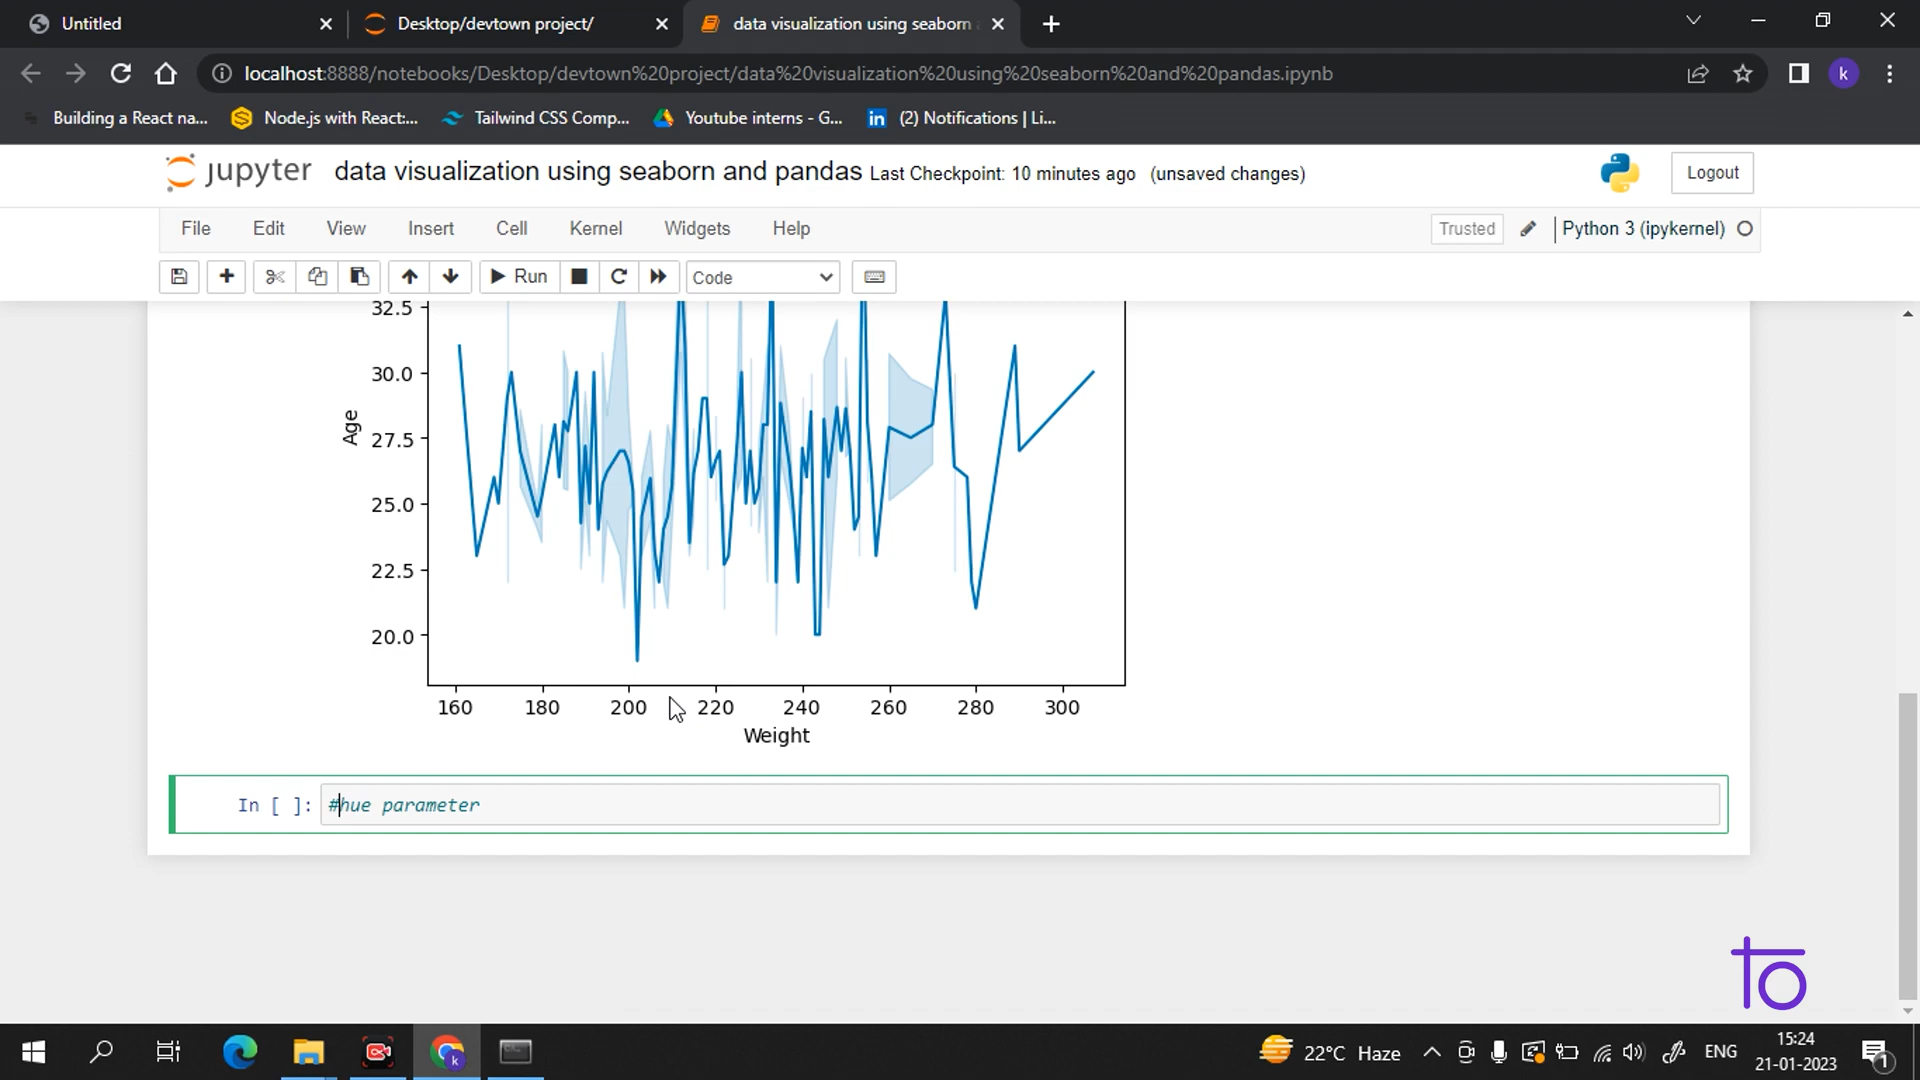 Untitled
Desktop/devtown project/
data visualization using seaborn
localhost:8888/notebooks/Desktop/devtown%20project/data%20visualization%20using%20seaborn%20and%20pandas.ipynb
k
Building a React na...
Node.js with React:...
Tailwind CSS Comp...
Youtube interns - G...
(2) Notifications | Li...
jupyter data visualization using seaborn and pandas Last Checkpoint: 10 minutes ago (unsaved changes)
Logout
File Edit View Insert Cell Kernel Widgets Help
Trusted
Python 3 (ipykernel)
Run
Code
32.5
30.0
27.5
25.0
22.5
20.0
Age
160 180 200 220 240 260 280 300
Weight
In [ ]: #hue parameter
22°C Haze
ENG
15:24
21-01-2023
1